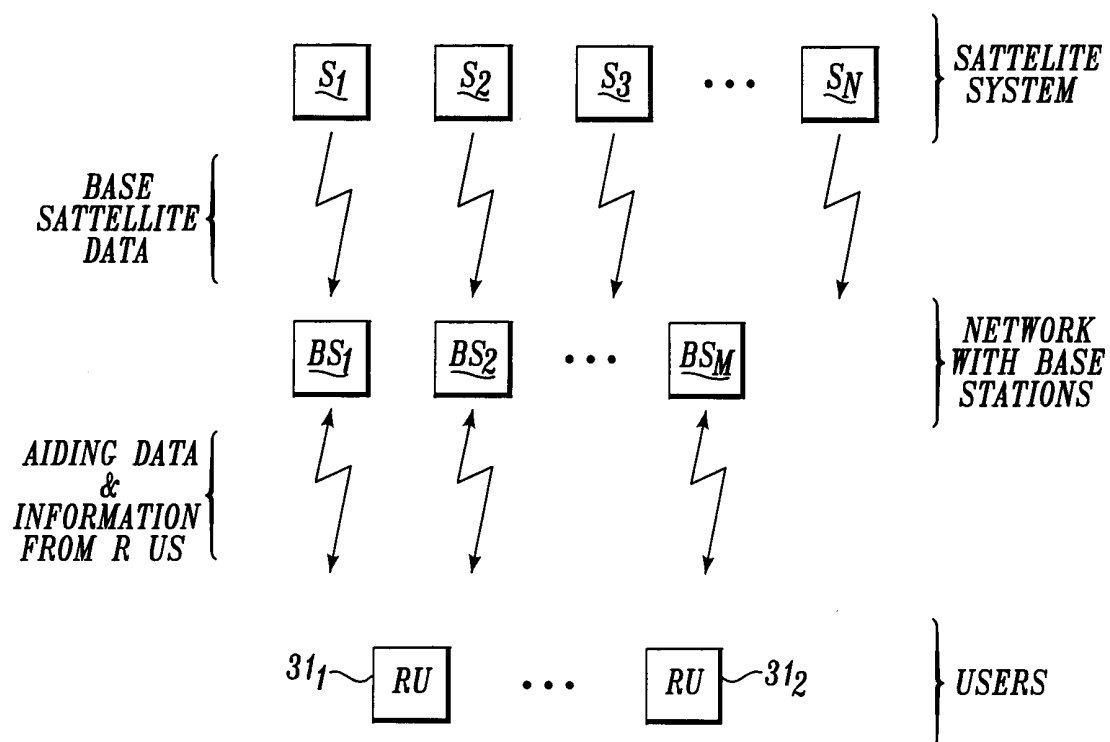 S1 S2 S3 ... SN
SATTELITE
SYSTEM
BASE
SATTELLITE
DATA
BS1 BS2 ... BSM
NETWORK
WITH BASE
STATIONS
AIDING DATA
&
INFORMATION
FROM R US
311 RU ... RU 312
USERS